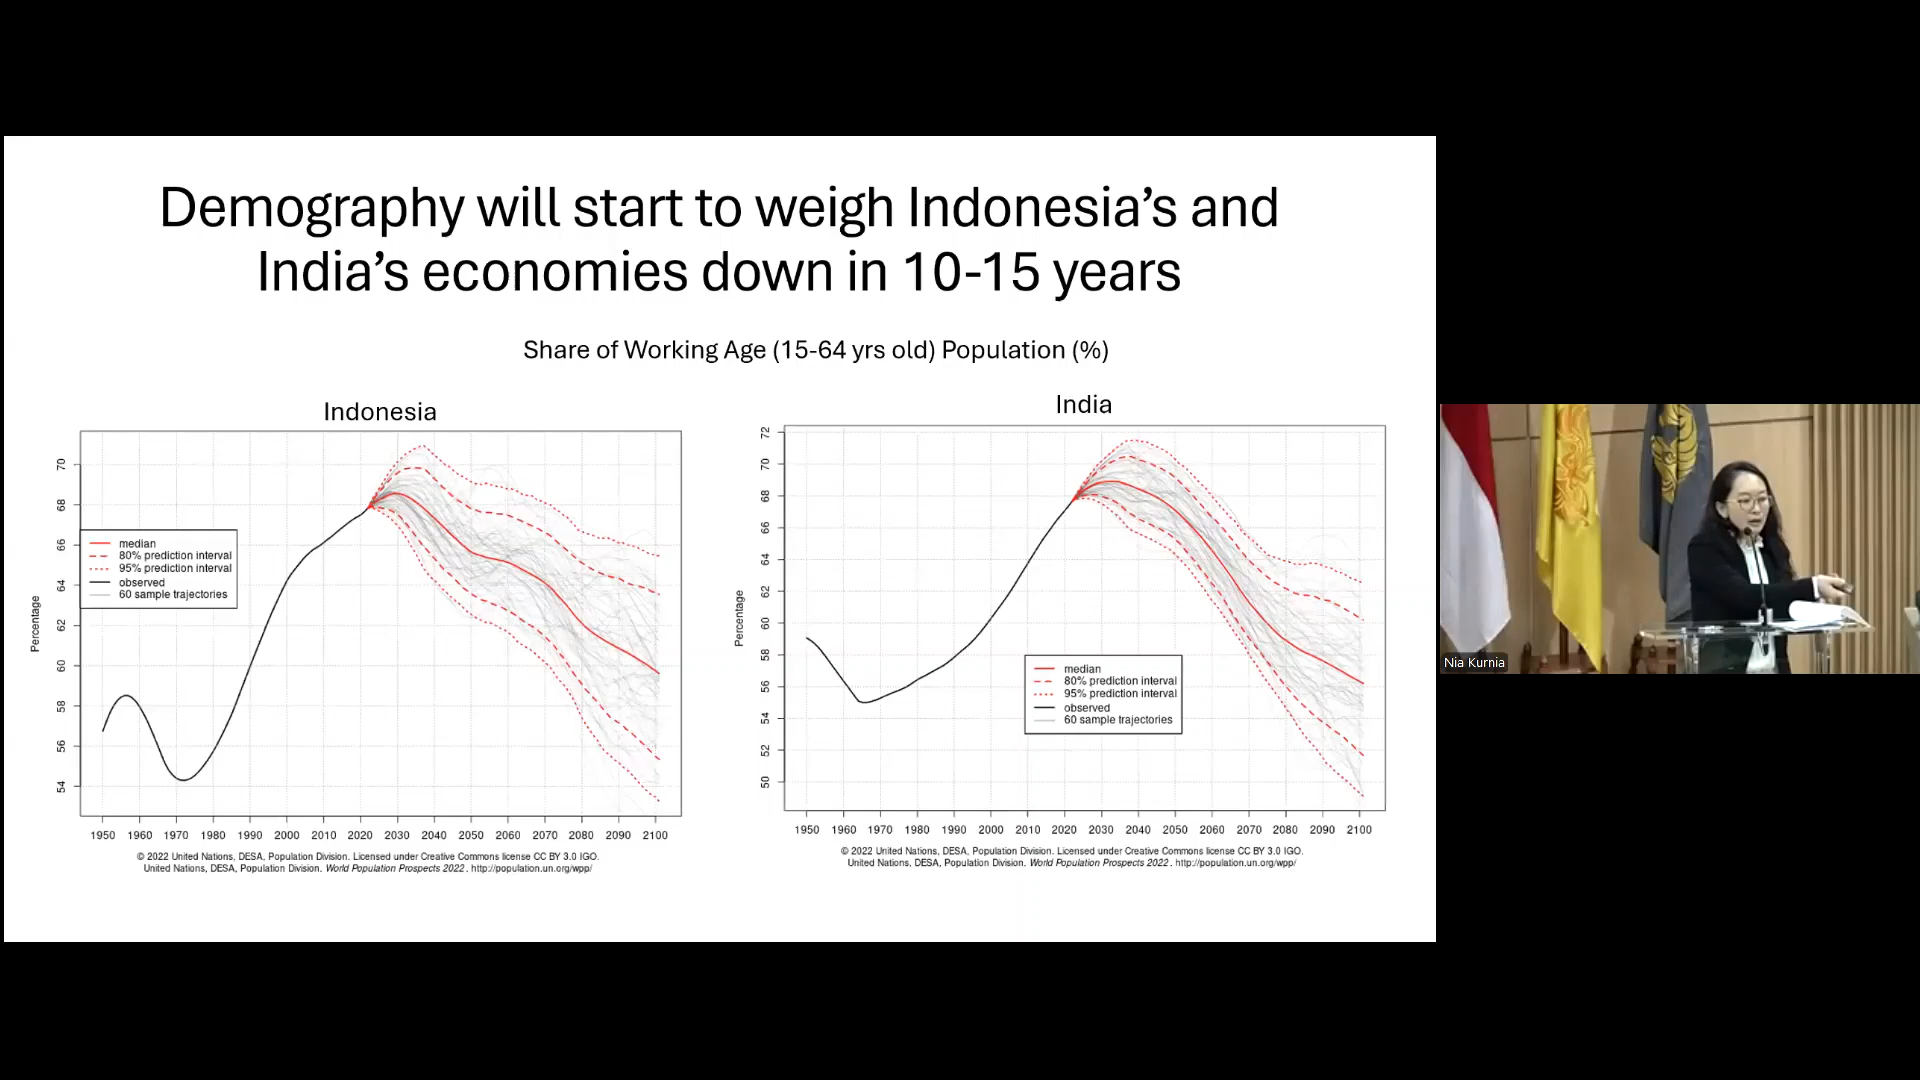 Demography will start to weigh Indonesia’s and
India’s economies down in 10-15 years
Share of Working Age (15-64 yrs old) Population (%)
Indonesia
Percentage
70
68
66
64
62
60
58
56
54
median
80% prediction interval
95% prediction interval
observed
60 sample trajectories
1950 1960 1970 1980 1990 2000 2010 2020 2030 2040 2050 2060 2070 2080 2090 2100
© 2022 United Nations, DESA, Population Division. Licensed under Creative Commons license CC BY 3.0 IGO.
United Nations, DESA, Population Division. World Population Prospects 2022. http://population.un.org/wpp/
India
Percentage
72
70
68
66
64
62
60
58
56
54
52
50
median
80% prediction interval
95% prediction interval
observed
60 sample trajectories
1950 1960 1970 1980 1990 2000 2010 2020 2030 2040 2050 2060 2070 2080 2090 2100
© 2022 United Nations, DESA, Population Division. Licensed under Creative Commons license CC BY 3.0 IGO.
United Nations, DESA, Population Division. World Population Prospects 2022. http://population.un.org/wpp/
Nia Kurnia